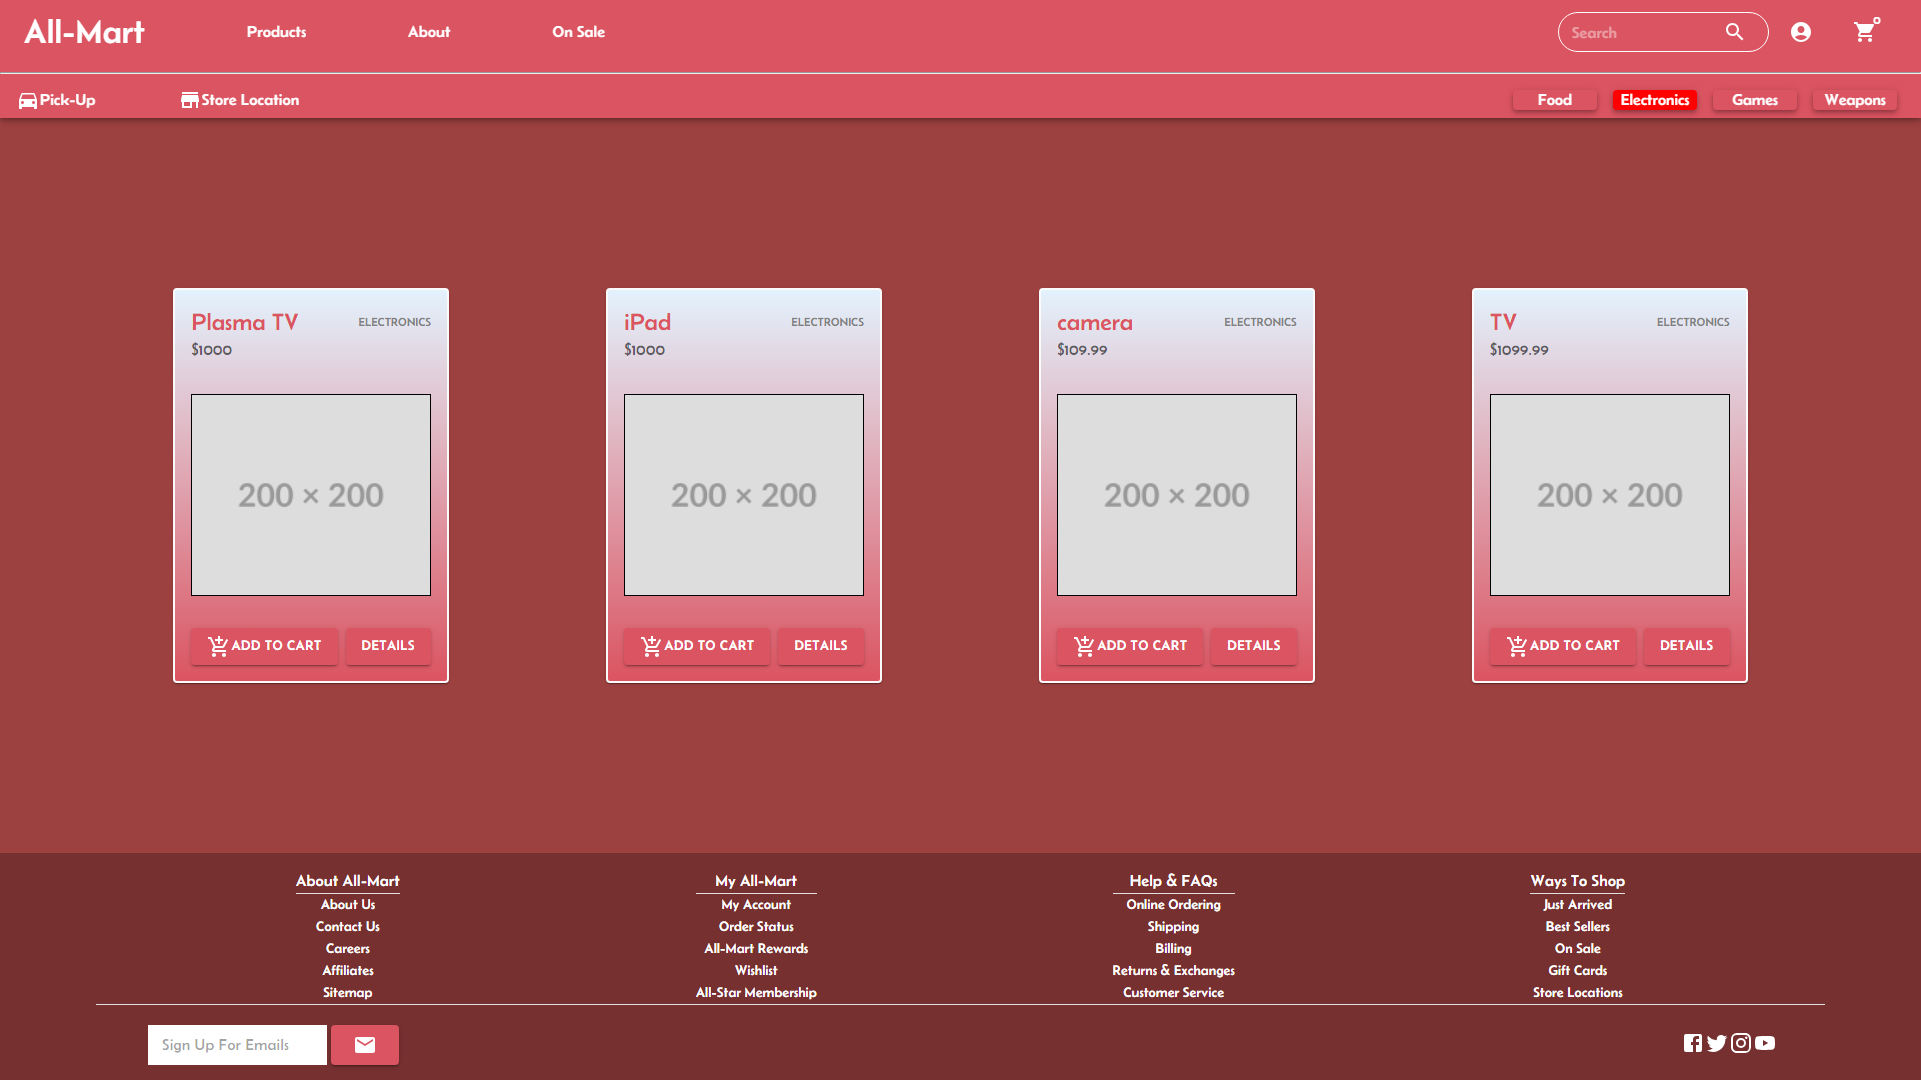 All-Mart
Products
About
On Sale
Search
0
Pick-Up
Store Location
Food
Electronics
Games
Weapons
Plasma TV
ELECTRONICS
$1000
200 × 200
ADD TO CART
DETAILS
iPad
ELECTRONICS
$1000
200 × 200
ADD TO CART
DETAILS
camera
ELECTRONICS
$109.99
200 × 200
ADD TO CART
DETAILS
TV
ELECTRONICS
$1099.99
200 × 200
ADD TO CART
DETAILS
About All-Mart
About Us
Contact Us
Careers
Affiliates
Sitemap
My All-Mart
My Account
Order Status
All-Mart Rewards
Wishlist
All-Star Membership
Help & FAQs
Online Ordering
Shipping
Billing
Returns & Exchanges
Customer Service
Ways To Shop
Just Arrived
Best Sellers
On Sale
Gift Cards
Store Locations
Sign Up For Emails